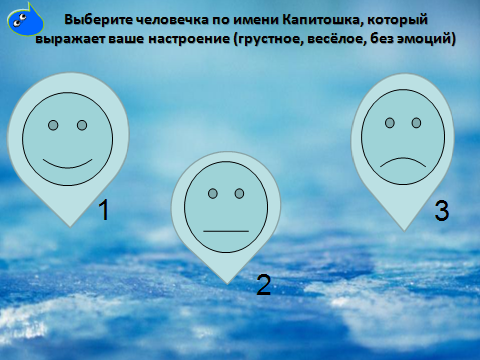 Выберите человечка по имени Капитошка, который
выражает ваше настроение (грустное, весёлое, без эмоций)
1
3
2